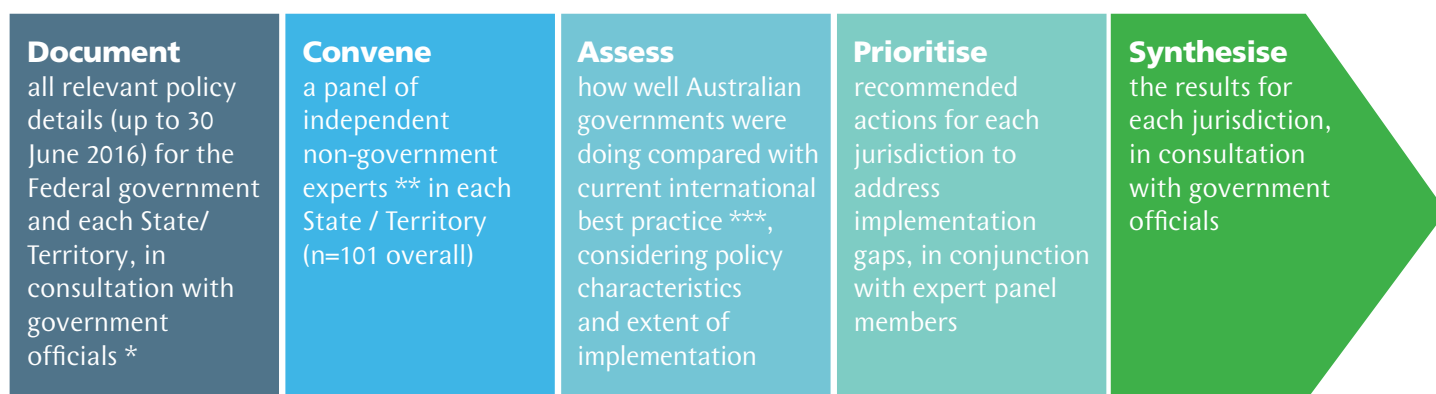 Document
all relevant policy
details (up to 30
June 2016) for the
Federal government
and each State/
Territory, in
consultation with
government
officials *
Convene
a panel of
independent
non-government
experts ** in each
State / Territory
(n=101 overall)
Assess
how well Australian
governments were
doing compared with
current international
best practice ***,
considering policy
characteristics
and extent of
implementation
Prioritise
recommended
actions for each
jurisdiction to
address
implementation
gaps, in conjunction
with expert panel
members
Synthesise
the results for
each jurisdiction,
in consultation
with government
officials